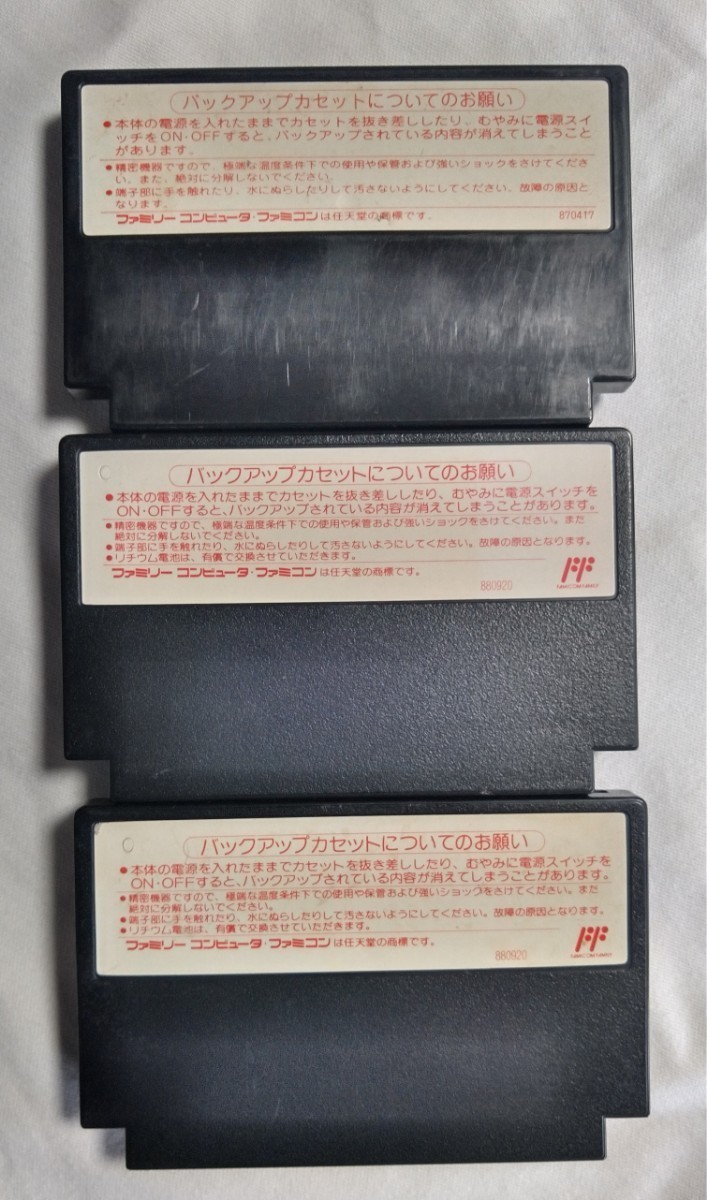 バックアップカセットについてのお願い
●本体の電源を入れたままでカセットを抜き差ししたり、むやみに電源スイ
ッチをON・OFFすると、バックアップされている内容が消えてしまうこと
があります。
●精密機器ですので、極端な温度条件下での使用や保管および強いショックをさけてくださ
い。また、絶対に分解しないでください。
●端子部に手を触れたり、水にぬらしたりして汚さないようにしてください。故障の原因と
なります。
ファミリー コンピュータ・ファミコンは任天堂の商標です。 870417
バックアップカセットについてのお願い
●本体の電源を入れたままでカセットを抜き差ししたり、むやみに電源スイッチを
ON・OFFすると、バックアップされている内容が消えてしまうことがあります。
●精密機器ですので、極端な温度条件下での使用や保管および強いショックをさけてください。また
絶対に分解しないでください。
●端子部に手を触れたり、水にぬらしたりして汚さないようにしてください。故障の原因となります。
●リチウム電池は、有償で交換させていただきます。
ファミリー コンピュータ・ファミコンは任天堂の商標です。
880920
FF
バックアップカセットについてのお願い
●本体の電源を入れたままでカセットを抜き差ししたり、むやみに電源スイッチを
ON・OFFすると、バックアップされている内容が消えてしまうことがあります。
●精密機器ですので、極端な温度条件下での使用や保管および強いショックをさけてください。また
絶対に分解しないでください。
●端子部に手を触れたり、水にぬらしたりして汚さないようにしてください。故障の原因となります。
●リチウム電池は、有償で交換させていただきます。
ファミリー コンピュータ・ファミコンは任天堂の商標です。
880920
FF